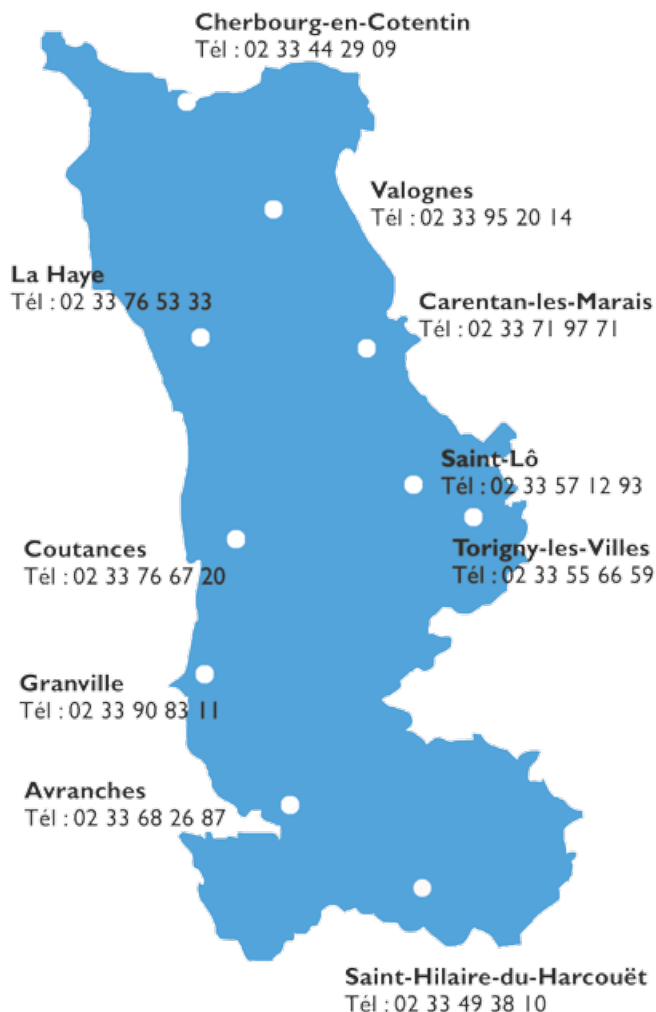 Cherbourg-en-Cotentin
Tél : 02 33 44 29 09
Valognes
Tél : 02 33 95 20 14
La Haye
Tél : 02 33 76 53 33
Carentan-les-Marais
Tél : 02 33 71 97 71
Saint-Lô
Tél : 02 33 57 12 93
Coutances
Tél : 02 33 76 67 20
Torigny-les-Villes
Tél : 02 33 55 66 59
Granville
Tél : 02 33 90 83 11
Avranches
Tél : 02 33 68 26 87
Saint-Hilaire-du-Harcouët
Tél : 02 33 49 38 10